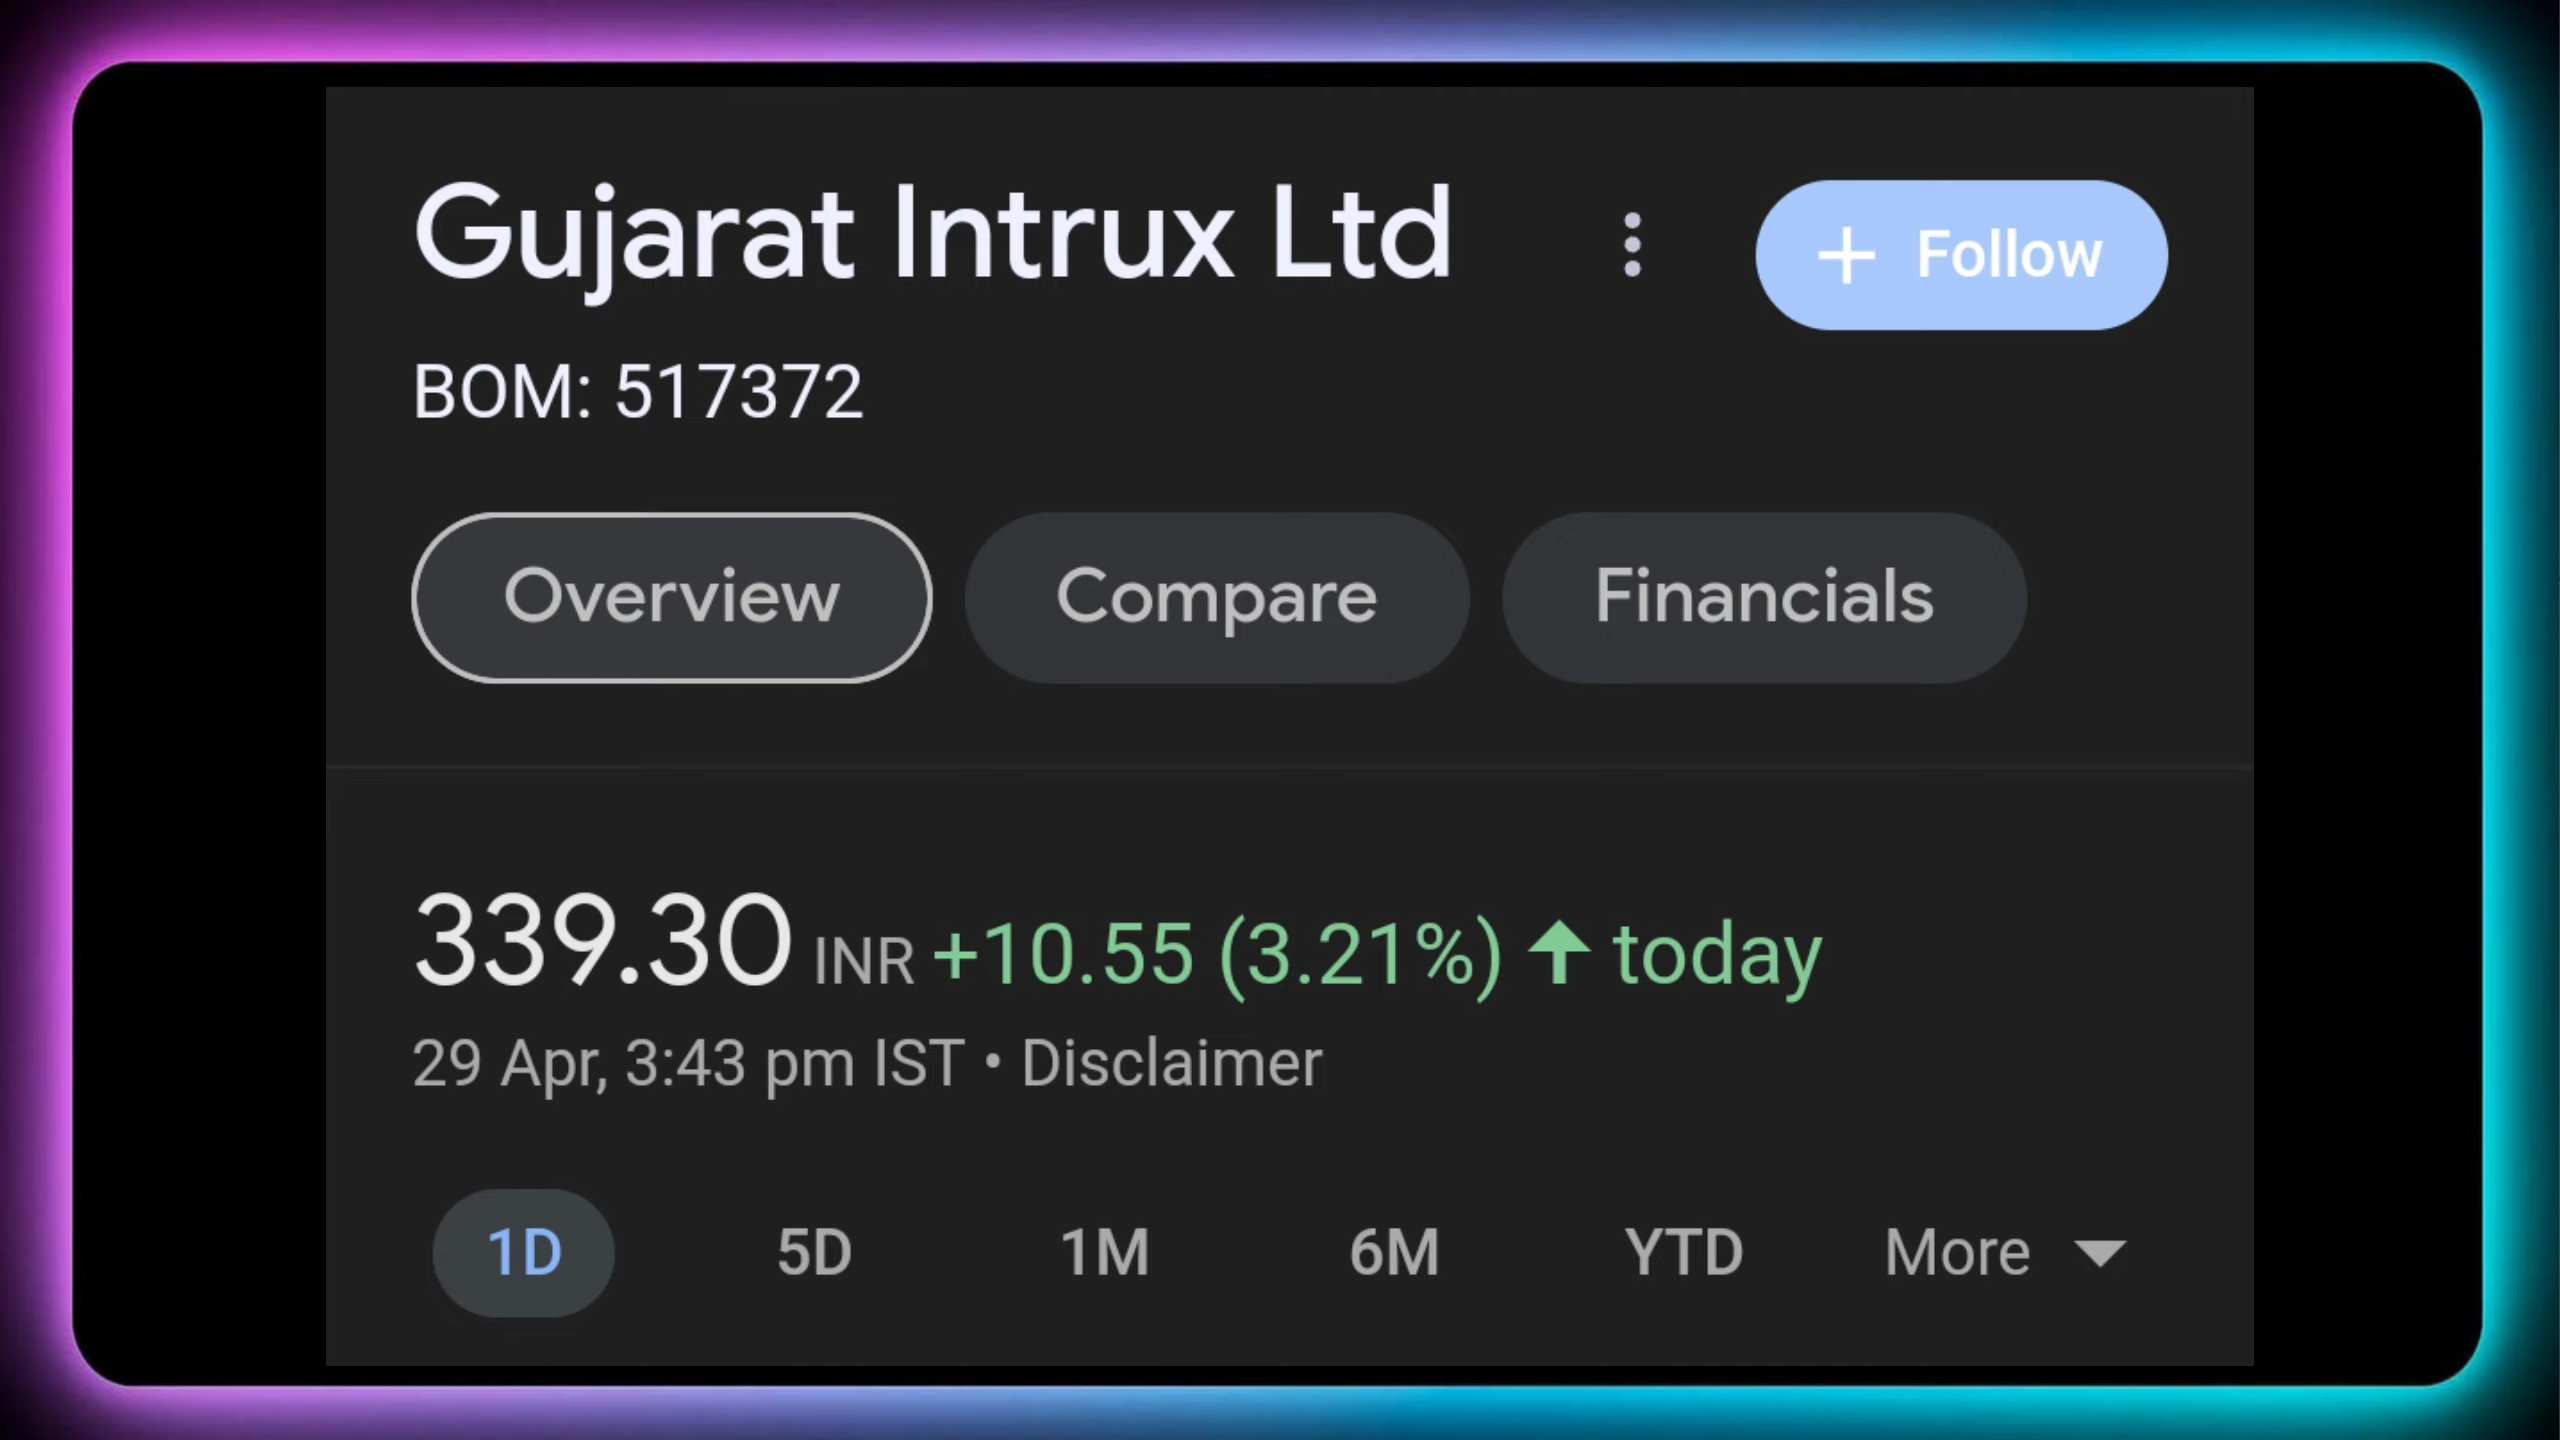 Gujarat Intrux Ltd
+ Follow
BOM: 517372
Overview Compare Financials
339.30 INR +10.55 (3.21%) ↑ today
29 Apr, 3:43 pm IST • Disclaimer
1D 5D 1M 6M YTD More